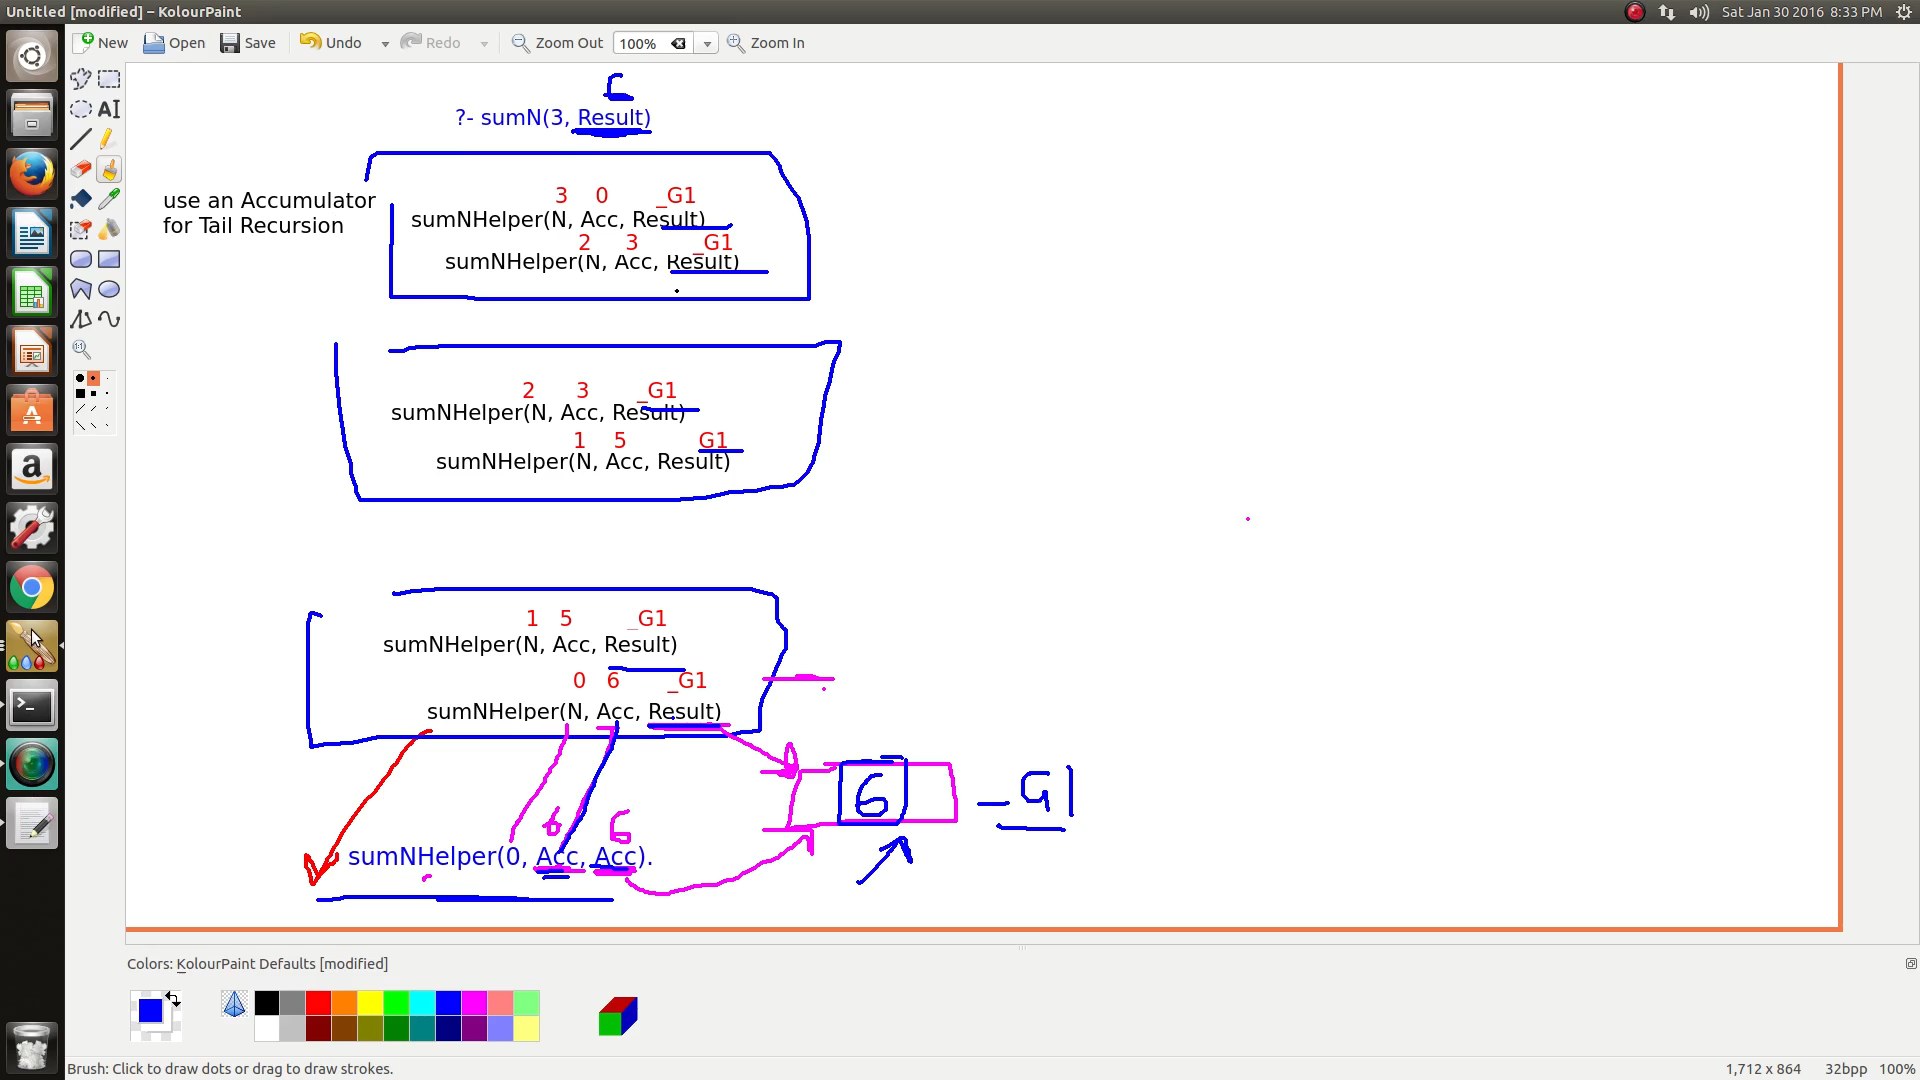 Untitled [modified] – KolourPaint
Sat Jan 30 2016 8:33 PM
New Open Save Undo Redo Zoom Out 100% Zoom In
6
?- sumN(3, Result)
use an Accumulator
for Tail Recursion
3 0 _G1
sumNHelper(N, Acc, Result)
2 3 _G1
sumNHelper(N, Acc, Result)
2 3 _G1
sumNHelper(N, Acc, Result)
1 5 G1
sumNHelper(N, Acc, Result)
1 5 _G1
sumNHelper(N, Acc, Result)
0 6 _G1
sumNHelper(N, Acc, Result)
6 _G1
6 6
sumNHelper(0, Acc, Acc).
Colors: KolourPaint Defaults [modified]
Brush: Click to draw dots or drag to draw strokes.
1,712 x 864 32bpp 100%